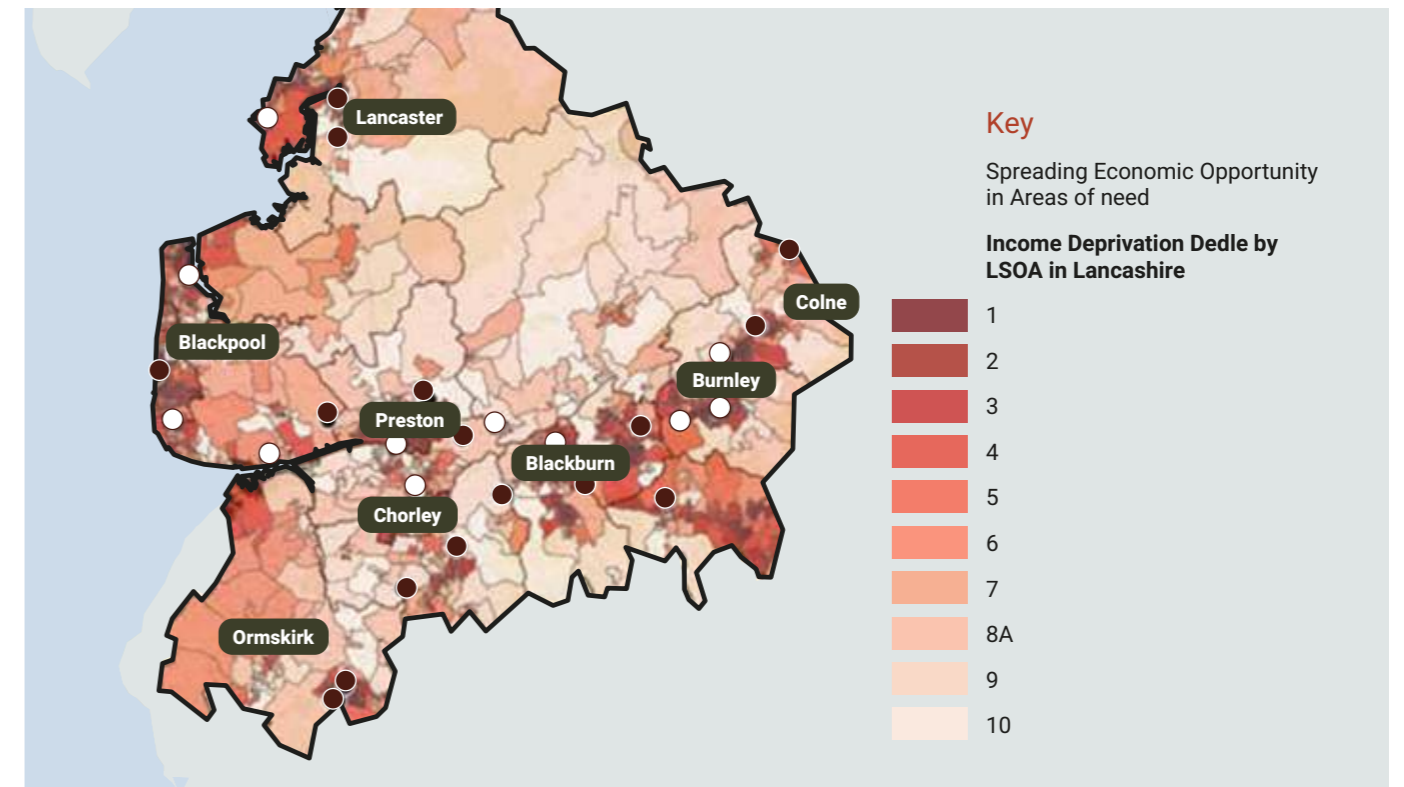 Lancaster
Colne
Blackpool
Burnley
Preston
Blackburn
Chorley
Ormskirk
Key
Spreading Economic Opportunity
in Areas of need
Income Deprivation Dedle by
LSOA in Lancashire
1
2
3
4
5
6
7
8A
9
10